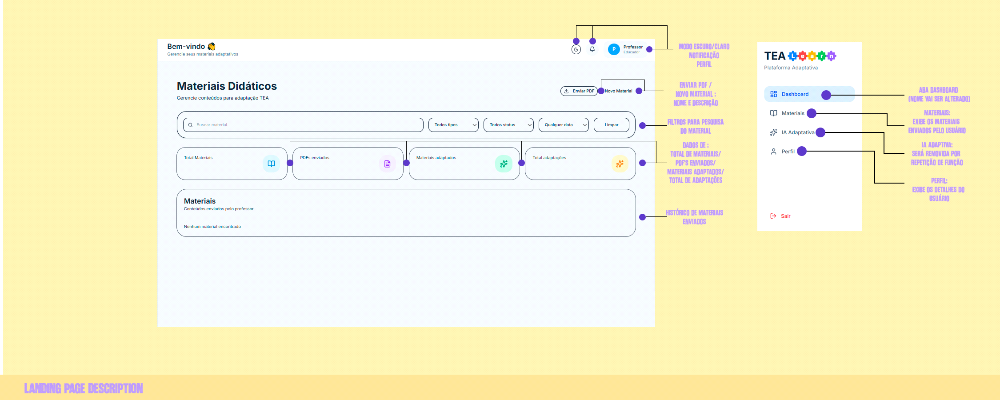 Bem-vindo
Gerencie seus materiais adaptativos
P
Professor
Educador
MODO ESCURO/CLARO
NOTIFICAÇÃO
PERFIL
Materiais Didáticos
Gerencie conteúdos para adaptação TEA
Enviar PDF
Novo Material
ENVIAR PDF /
NOVO MATERIAL :
NOME E DESCRIÇÃO
Buscar material...
Todos tipos
Todos status
Qualquer data
Limpar
FILTROS PARA PESQUISA
DO MATERIAL
Total Materiais
PDFs enviados
Materiais adaptados
Total adaptações
DADOS DE :
TOTAL DE MATERIAIS/
PDF'S ENVIADOS/
MATERIAIS ADAPTADOS/
TOTAL DE ADAPTAÇÕES
Materiais
Conteúdos enviados pelo professor
Nenhum material encontrado
HISTÓRICO DE MATERIAIS
ENVIADOS
TEA Learn
Plataforma Adaptativa
Dashboard
Materiais
IA Adaptativa
Perfil
Sair
ABA DASHBOARD
(NOME VAI SER ALTERADO)
MATERIAIS:
EXIBE OS MATERIAIS
ENVIADOS PELO USUÁRIO
IA ADAPTIVA:
SERÁ REMOVIDA POR
REPETIÇÃO DE FUNÇÃO
PERFIL:
EXIBE OS DETALHES DO
USUÁRIO
LANDING PAGE DESCRIPTION